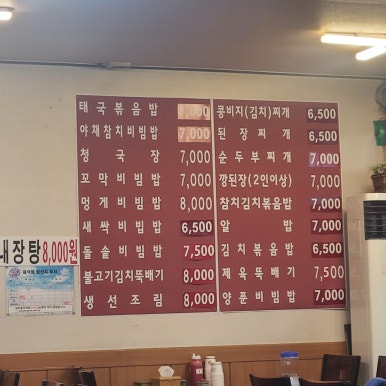 태국볶음밥
야채참치비빔밥 7,000
청국장 7,000
꼬막비빔밥 7,000
멍게비빔밥 8,000
새싹비빔밥 6,500
돌솥비빔밥 7,500
불고기김치뚝배기 8,000
생선조림 8,000
콩비지(김치)찌개 6,500
된장찌개 6,500
순두부찌개 7,000
깡된장(2인이상) 7,000
참치김치볶음밥 7,000
알밥 7,000
김치볶음밥 6,500
제육뚝배기 7,500
양푼비빔밥 7,000
내장탕 8,000원